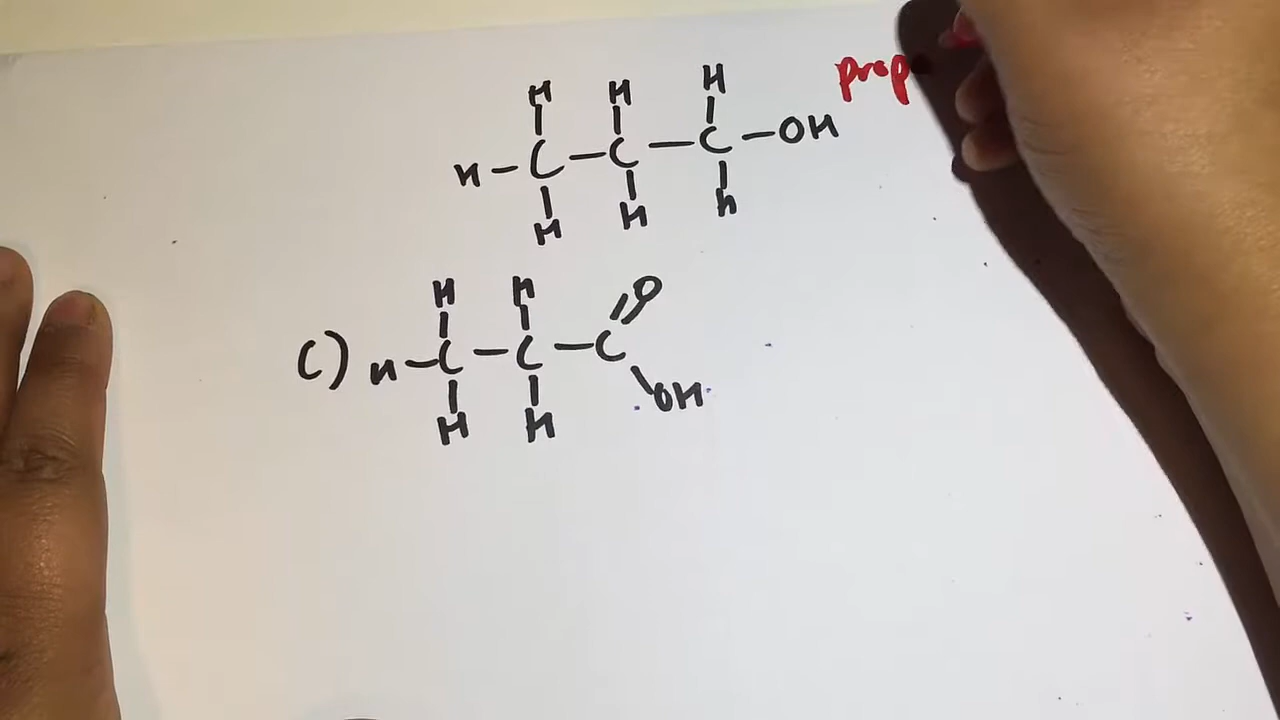 H H H prop
H-C-C-C-OH
H H h
H H O
C) H-C-C-C
H H OH